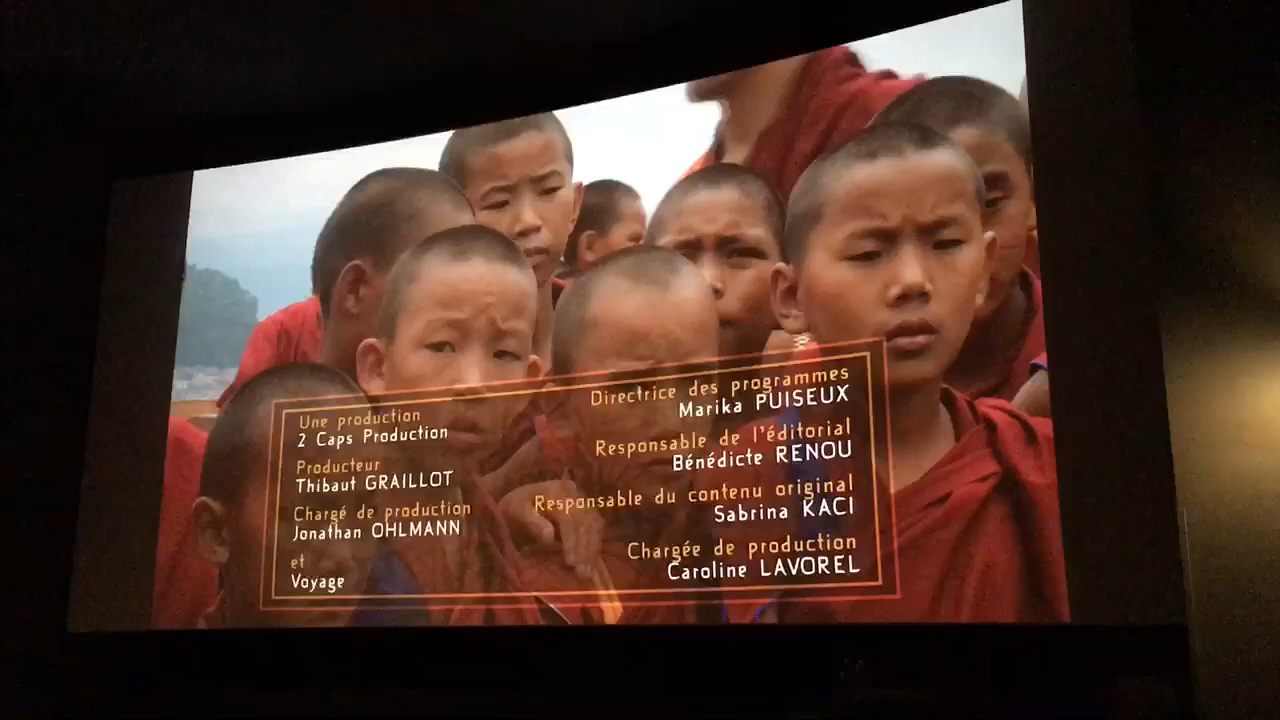 Une production
2 Caps Production
Producteur
Thibaut GRAILLOT
Chargé de production
Jonathan OHLMANN
et
Voyage
Directrice des programmes
Marika PUISEUX
Responsable de l'éditorial
Bénédicte RENOU
Responsable du contenu original
Sabrina KACI
Chargée de production
Caroline LAVOREL